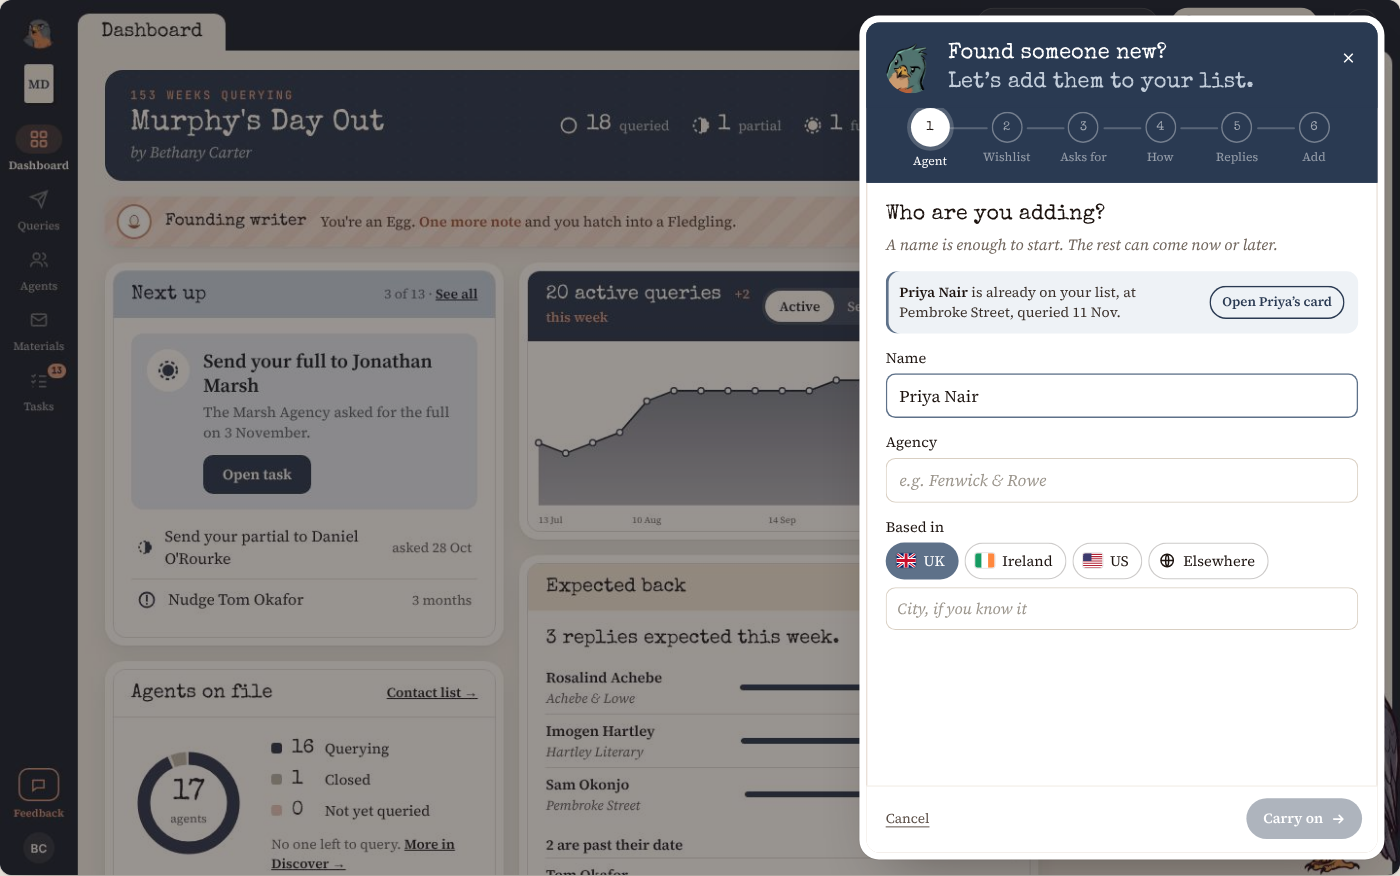 Dashboard
MD
Dashboard
Queries
Agents
Materials
13
Tasks
Feedback
BC
153 WEEKS QUERYING
Murphy's Day Out
by Bethany Carter
18 queried
1 partial
1 fu
Founding writer
You're an Egg. One more note and you hatch into a Fledgling.
Next up
3 of 13 · See all
Send your full to Jonathan
Marsh
The Marsh Agency asked for the full
on 3 November.
Open task
Send your partial to Daniel
O'Rourke
asked 28 Oct
Nudge Tom Okafor
3 months
Agents on file
Contact list →
17
agents
16 Querying
1 Closed
0 Not yet queried
No one left to query. More in
Discover →
20 active queries +2
this week
Active
Se
13 Jul
10 Aug
14 Sep
Expected back
3 replies expected this week.
Rosalind Achebe
Achebe & Lowe
Imogen Hartley
Hartley Literary
Sam Okonjo
Pembroke Street
2 are past their date
Tom Okafor
Found someone new?
Let's add them to your list.
1
2
3
4
5
6
Agent
Wishlist
Asks for
How
Replies
Add
Who are you adding?
A name is enough to start. The rest can come now or later.
Priya Nair is already on your list, at
Pembroke Street, queried 11 Nov.
Open Priya's card
Name
Priya Nair
Agency
e.g. Fenwick & Rowe
Based in
UK
Ireland
US
Elsewhere
City, if you know it
Cancel
Carry on →